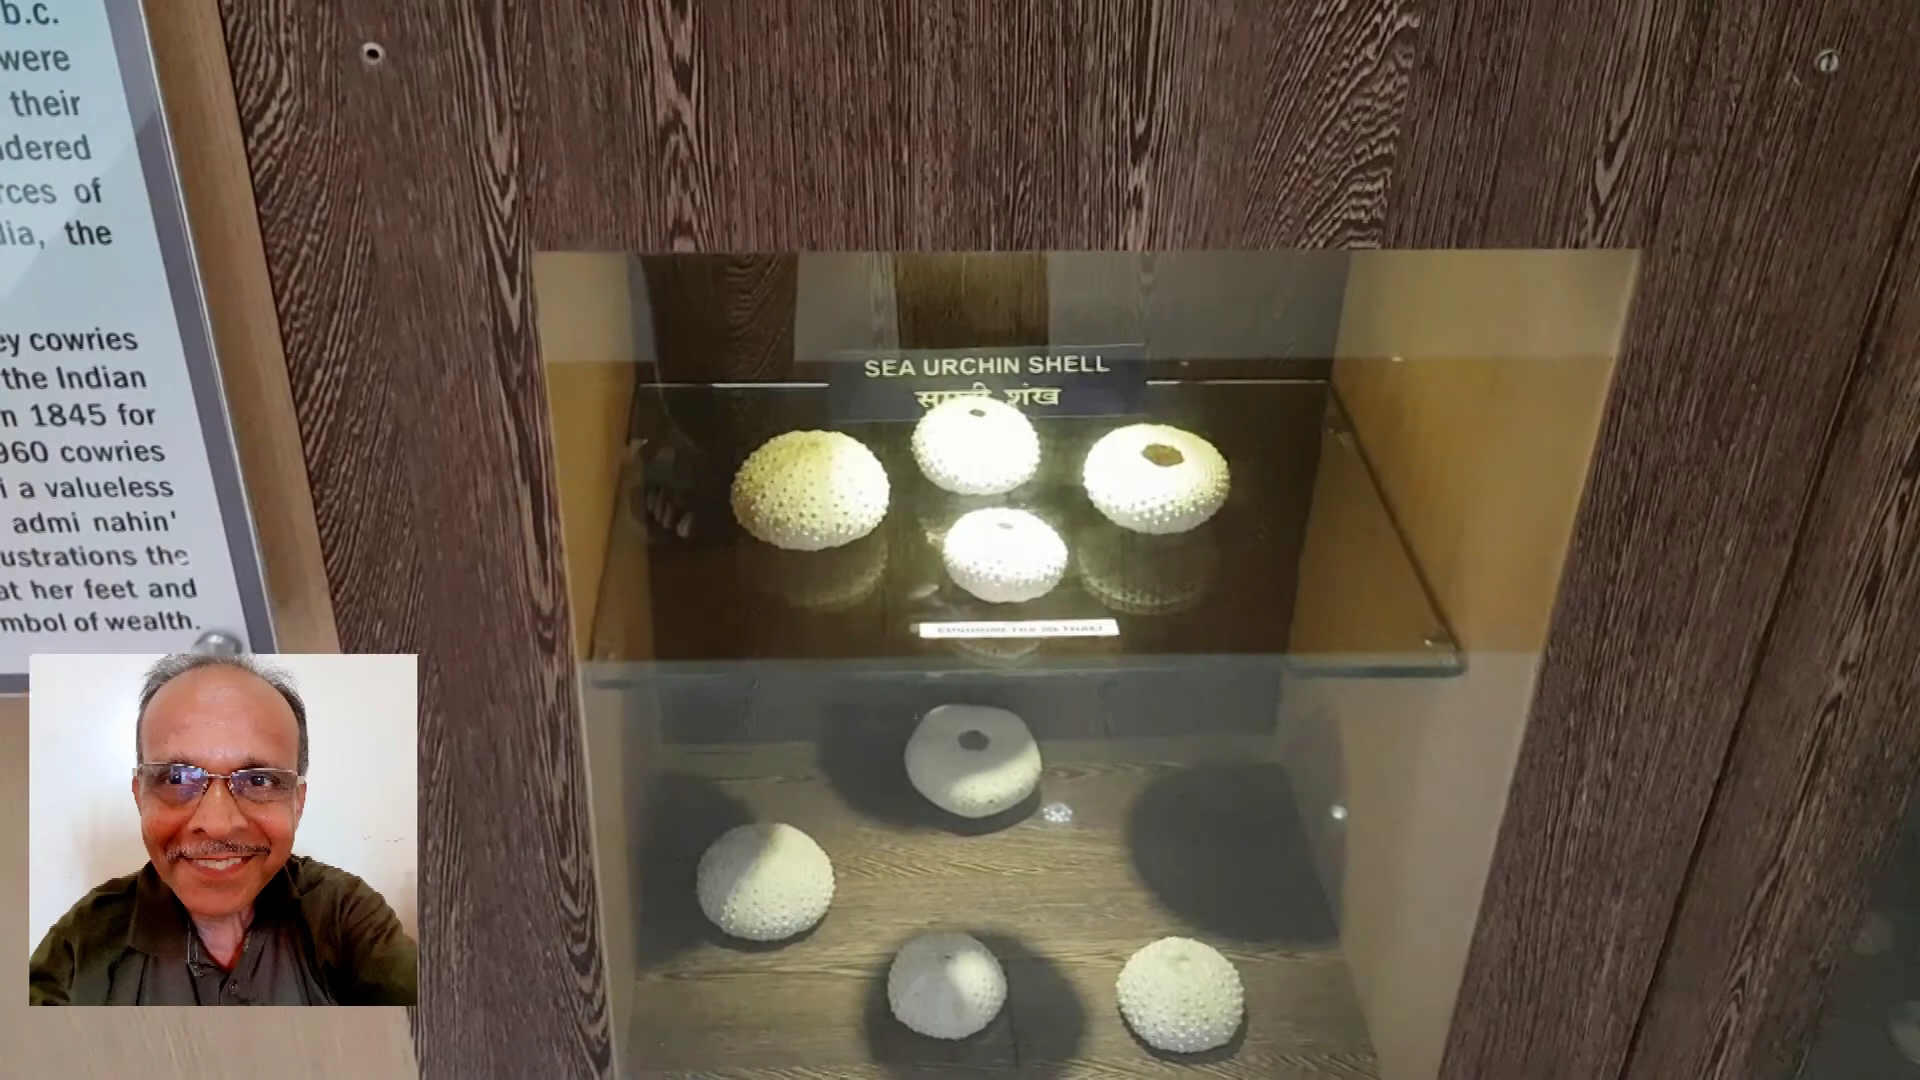 b.c.
were
their
dered
rces of
dia, the
ey cowries
the Indian
n 1845 for
960 cowries
i a valueless
admi nahin'
ustrations the
at her feet and
mbol of wealth.
SEA URCHIN SHELL
शंख